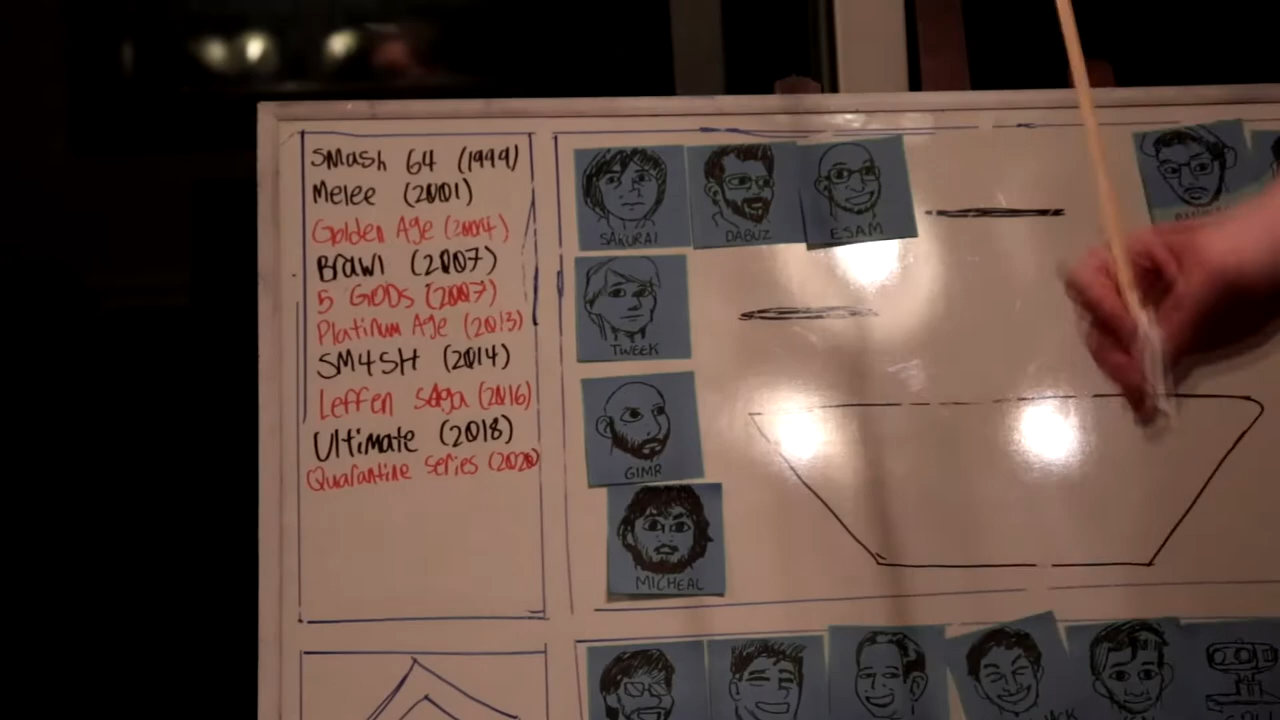 Smash 64 (1999)
Melee (2001)
Golden Age (2004)
Brawl (2007)
5 GODs (2007)
Platinum Age (2013)
SM4SH (2014)
Leffen saga (2016)
Ultimate (2018)
Quarantine series (2020)
SAKURAI
DABUZ
ESAM
TWEEK
GIMR
MICHEAL